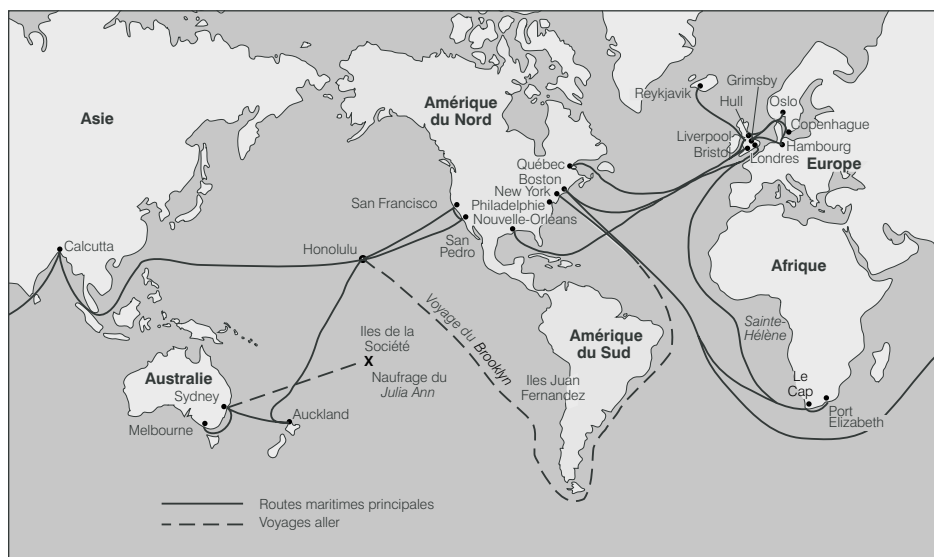 Asie
Amérique
du Nord
Reykjavik
Grimsby
Hull
Oslo
Copenhague
Liverpool
Hambourg
Bristol
Londres
Europe
Québec
Boston
New York
Philadelphie
Nouvelle-Orléans
San Francisco
San
Pedro
Honolulu
Calcutta
Afrique
Voyage du Brooklyn
Sainte-
Hélène
Iles de la
Société
X
Naufrage du
Julia Ann
Amérique
du Sud
Iles Juan
Fernandez
Australie
Sydney
Melbourne
Auckland
Le
Cap
Port
Elizabeth
Routes maritimes principales
Voyages aller